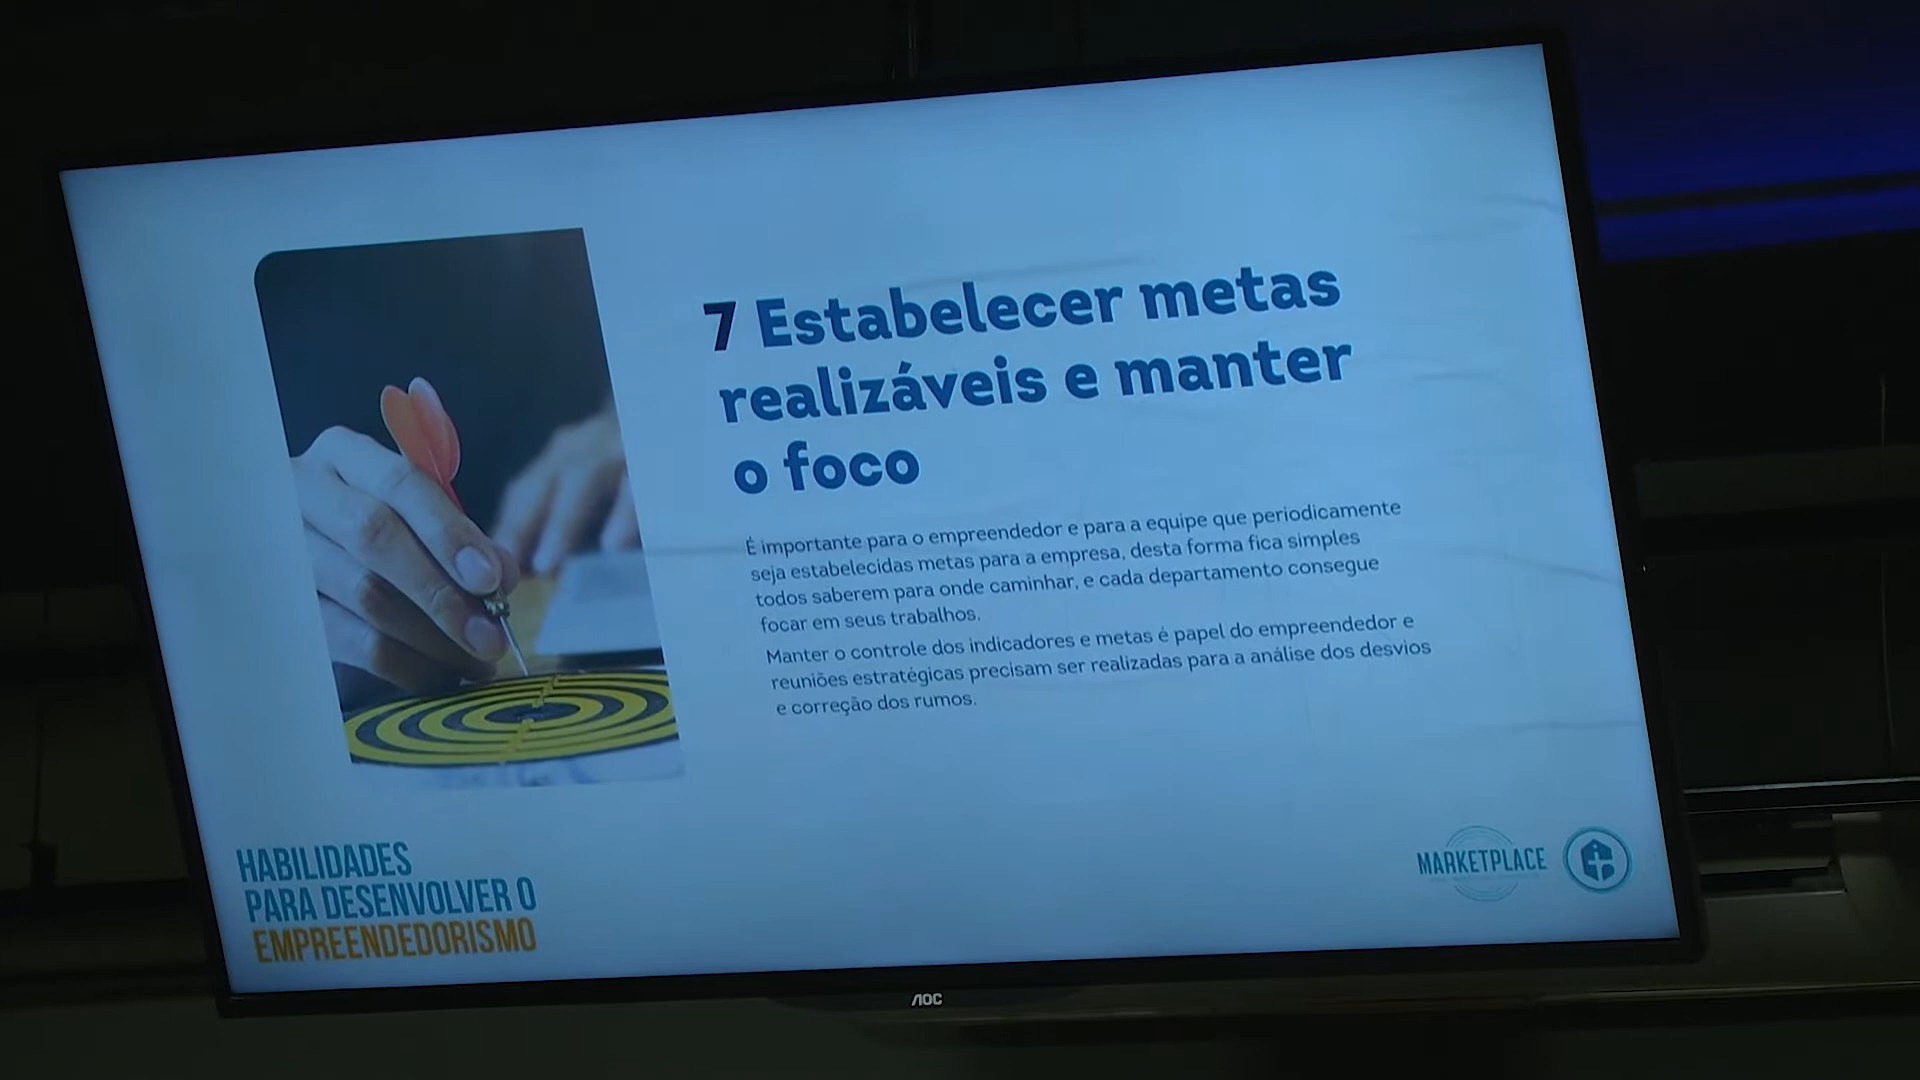 7 Estabelecer metas
realizáveis e manter
o foco
É importante para o empreendedor e para a equipe que periodicamente
seja estabelecidas metas para a empresa, desta forma fica simples
todos saberem para onde caminhar, e cada departamento consegue
focar em seus trabalhos.
Manter o controle dos indicadores e metas é papel do empreendedor e
reuniões estratégicas precisam ser realizadas para a análise dos desvios
e correção dos rumos.
HABILIDADES
PARA DESENVOLVER O
EMPREENDEDORISMO
MARKETPLACE
AOC